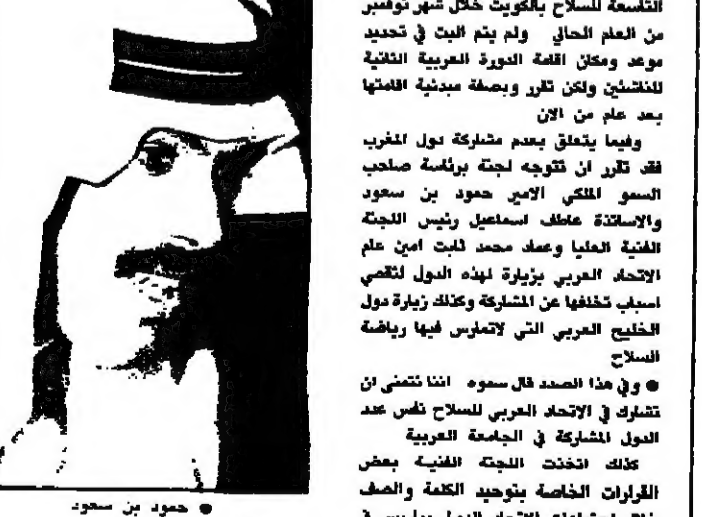 التاسعة للسلاح بالكويت خلال شهر نوفمبر
من العام الحالي ولم يتم البت في تحديد
موعد ومكان اقامة الدورة العربية الثانية
للناشئين ولكن تقرر وبصفة مبدئية اقامتها
بعد عام من الان
وفيما يتعلق بعدم مشاركة دول المغرب
فقد تقرر ان تتوجه لجنة برئاسة صاحب
السمو الملكي الامير حمود بن سعود
والاساتذة عاطف اسماعيل رئيس اللجنة
الفنية العليا وعماد محمد ثابت امين عام
الاتحاد العربي بزيارة لهذه الدول لتقصي
اسباب تخلفها عن المشاركة وكذلك زيارة دول
الخليج العربي التي لاتمارس فيها رياضة
السلاح
● وفي هذا الصدد قال سموه اننا نتمنى ان
تشارك في الاتحاد العربي للسلاح نفس عدد
الدول المشاركة في الجامعة العربية
كذلك اتخذت اللجنة الفنية بعض
القرارات الخاصة بتوحيد الكلمة والصف
● حمود بن سعود